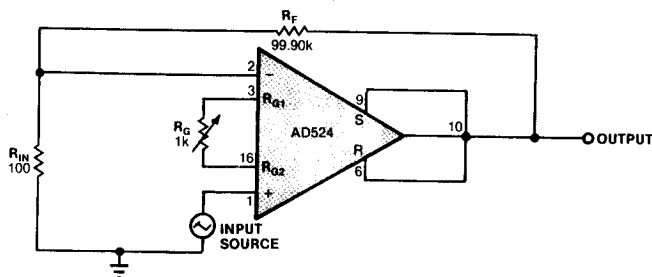 RF
99.90k
2
−
3
RG1
9
S
RG
1k
AD524
10
OUTPUT
R
RIN
100
16
RG2
6
+
1
INPUT
SOURCE